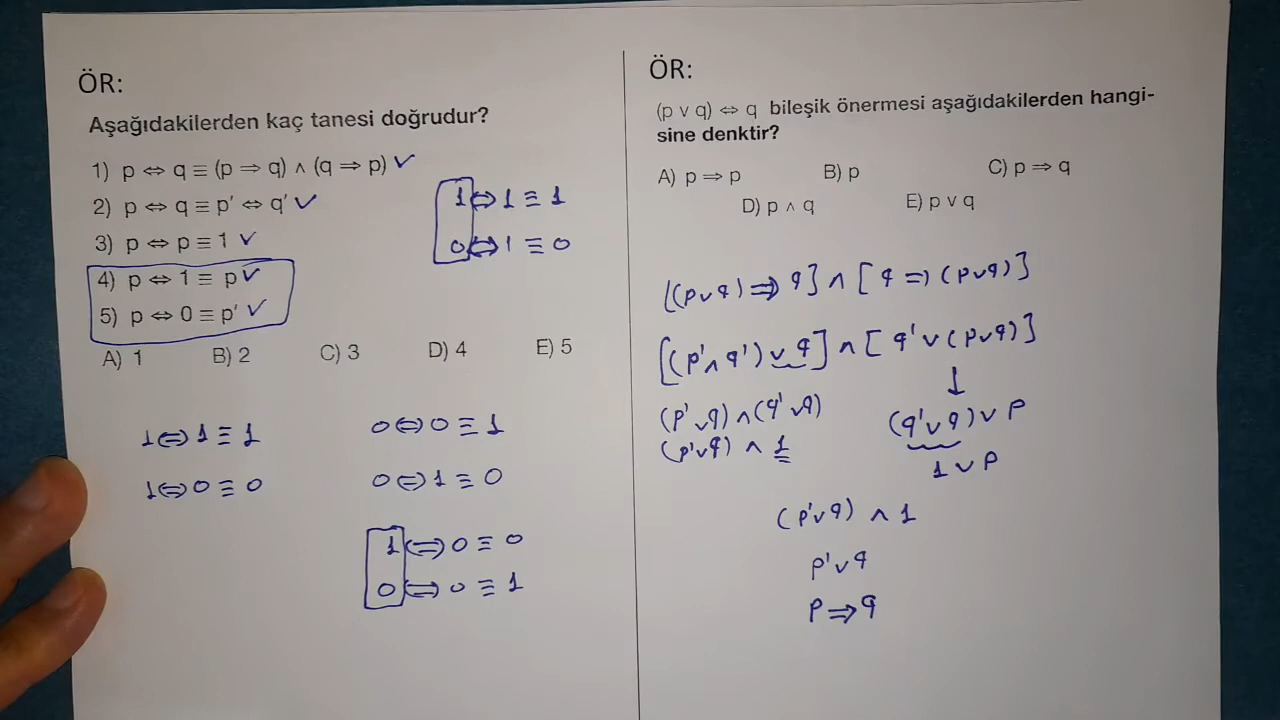 ÖR:
Aşağıdakilerden kaç tanesi doğrudur?
1) p ⇔ q ≡ (p ⇒ q) ∧ (q ⇒ p) ✓
2) p ⇔ q ≡ p' ⇔ q' ✓
3) p ⇔ p ≡ 1 ✓
4) p ⇔ 1 ≡ p ✓
5) p ⇔ 0 ≡ p' ✓
A) 1 B) 2 C) 3 D) 4 E) 5
1 ⇔ 1 ≡ 1
0 ⇔ 1 ≡ 0
1 ⇔ 1 ≡ 1
1 ⇔ 0 ≡ 0
0 ⇔ 0 ≡ 1
0 ⇔ 1 ≡ 0
1 ⇔ 0 ≡ 0
0 ⇔ 0 ≡ 1
ÖR:
(p ∨ q) ⇔ q bileşik önermesi aşağıdakilerden hangi-
sine denktir?
A) p ⇒ p B) p C) p ⇒ q
D) p ∧ q E) p ∨ q
[(p∨q) ⇒ q] ∧ [q ⇒ (p∨q)]
[(p'∧q') ∨ q] ∧ [q' ∨ (p∨q)]
(p'∨q) ∧ (q'∨q)
(p'∨q) ∧ 1
↓
(q'∨q) ∨ p
1 ∨ p
(p'∨q) ∧ 1
p'∨q
p ⇒ q